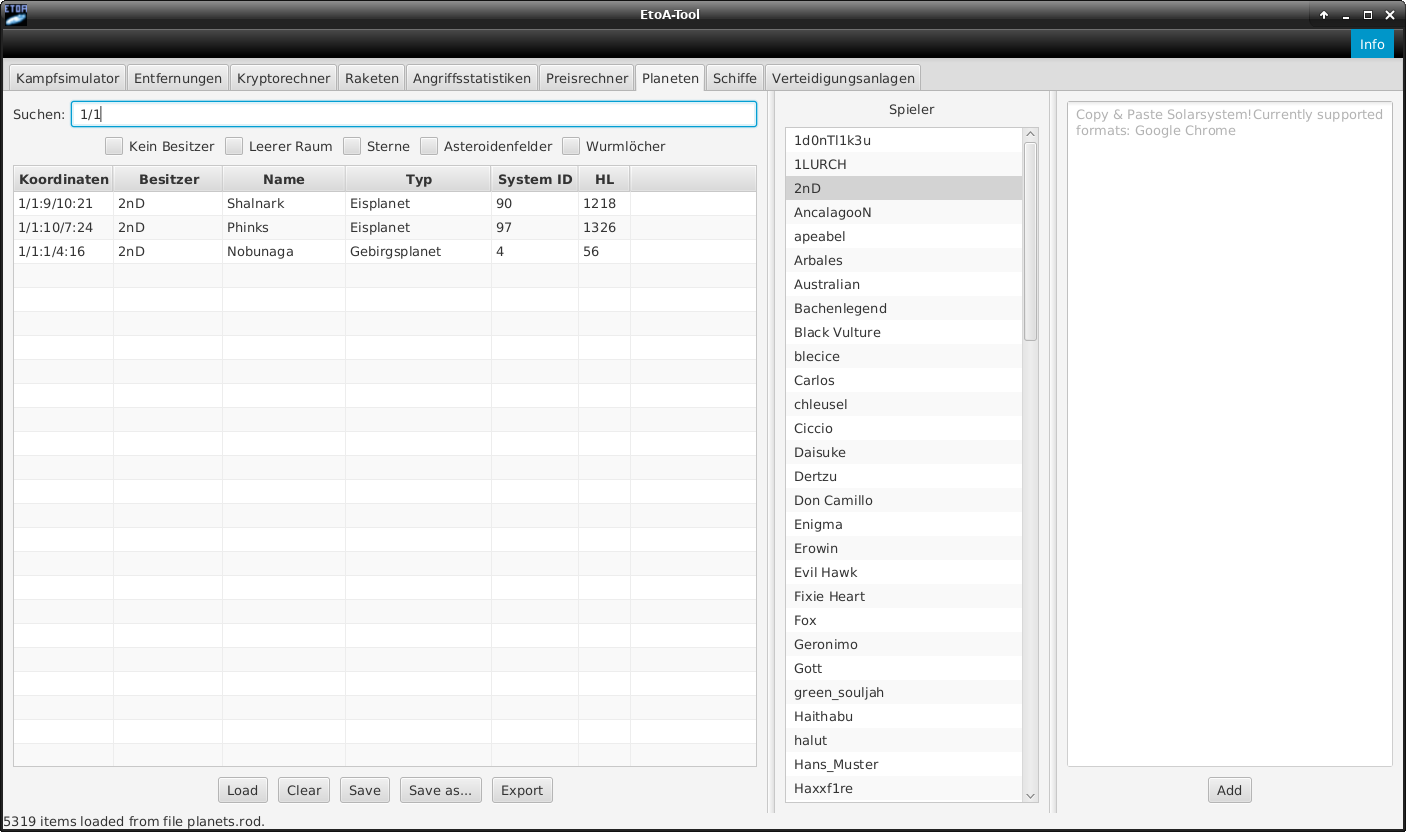 ETOA
EtoA-Tool
Info
Kampfsimulator Entfernungen Kryptorechner Raketen Angriffsstatistiken Preisrechner Planeten Schiffe Verteidigungsanlagen
Suchen: 1/1
Kein Besitzer Leerer Raum Sterne Asteroidenfelder Wurmlöcher
Koordinaten Besitzer Name Typ System ID HL
1/1:9/10:21 2nD Shalnark Eisplanet 90 1218
1/1:10/7:24 2nD Phinks Eisplanet 97 1326
1/1:1/4:16 2nD Nobunaga Gebirgsplanet 4 56
Load Clear Save Save as... Export
5319 items loaded from file planets.rod.
Spieler
1d0nTl1k3u
1LURCH
2nD
AncalagooN
apeabel
Arbales
Australian
Bachenlegend
Black Vulture
blecice
Carlos
chleusel
Ciccio
Daisuke
Dertzu
Don Camillo
Enigma
Erowin
Evil Hawk
Fixie Heart
Fox
Geronimo
Gott
green_souljah
Haithabu
halut
Hans_Muster
Haxxf1re
Copy & Paste Solarsystem!Currently supported
formats: Google Chrome
Add